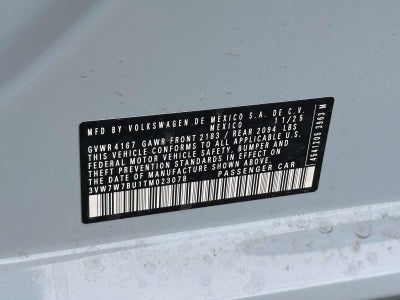 MFD BY VOLKSWAGEN DE MEXICO S.A. DE C.V.
MEXICO 11/25
GVWR 4167 GAWR FRONT 2183 / REAR 2094 LBS
THIS VEHICLE CONFORMS TO ALL APPLICABLE U.S.
FEDERAL MOTOR VEHICLE SAFETY, BUMPER AND
THEFT PREVENTION STANDARDS IN EFFECT ON
THE DATE OF MANUFACTURE SHOWN ABOVE.
3VW7W7BU1TM023078 PASSENGER CAR